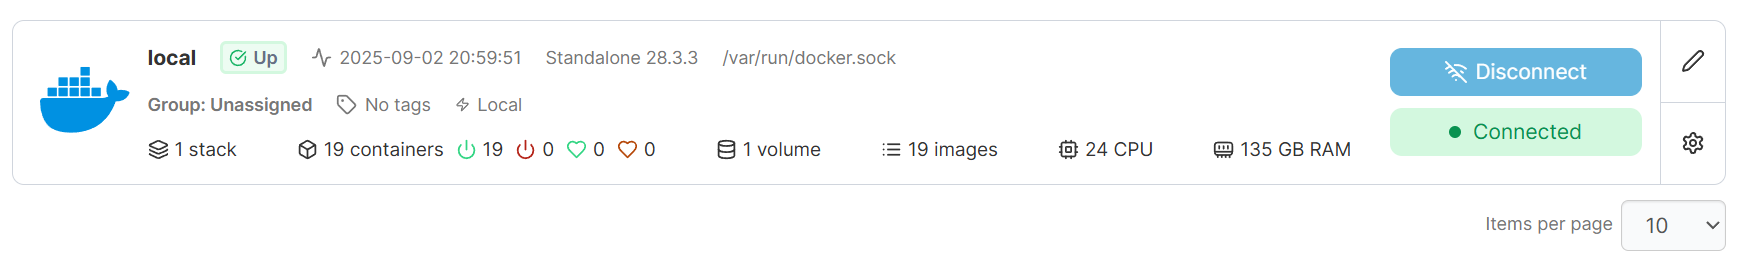 local Up 2025-09-02 20:59:51 Standalone 28.3.3 /var/run/docker.sock
Disconnect
Group: Unassigned No tags Local
Connected
1 stack 19 containers 19 0 0 0 1 volume 19 images 24 CPU 135 GB RAM
Items per page 10